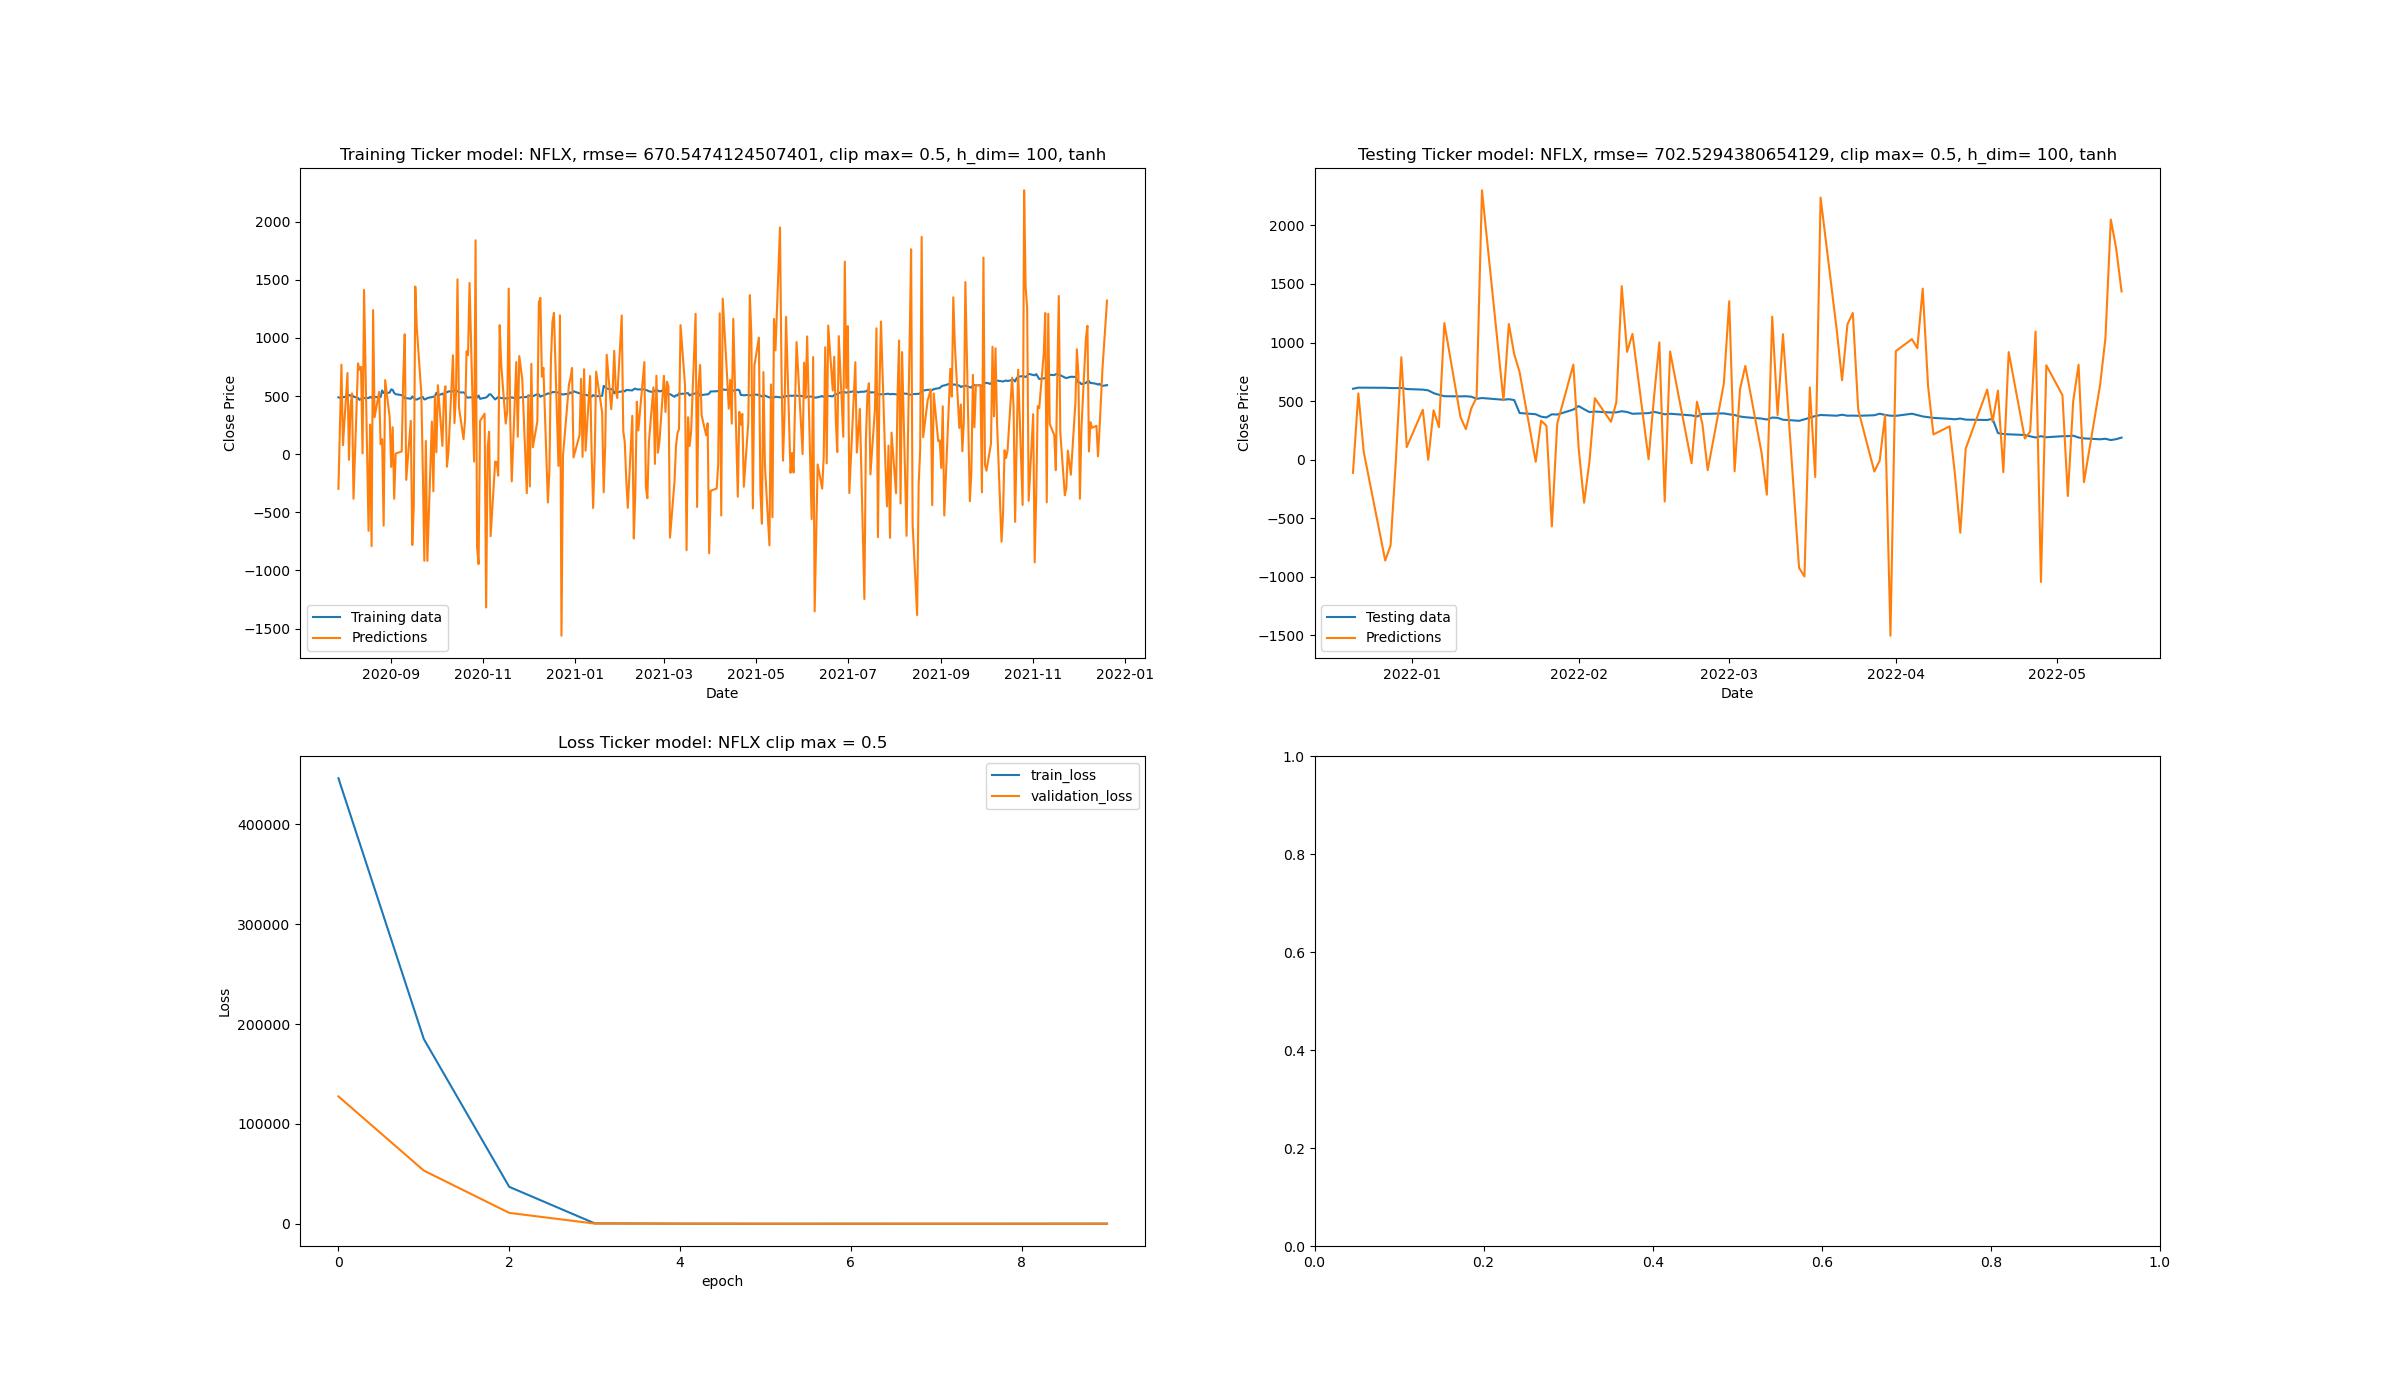 Training Ticker model: NFLX, rmse= 670.5474124507401, clip max= 0.5, h_dim= 100, tanh
Close Price
2000
1500
1000
500
0
−500
−1000
−1500
Training data
Predictions
2020-09 2020-11 2021-01 2021-03 2021-05 2021-07 2021-09 2021-11 2022-01
Date
Testing Ticker model: NFLX, rmse= 702.5294380654129, clip max= 0.5, h_dim= 100, tanh
Close Price
2000
1500
1000
500
0
−500
−1000
−1500
Testing data
Predictions
2022-01 2022-02 2022-03 2022-04 2022-05
Date
Loss Ticker model: NFLX clip max = 0.5
Loss
400000
300000
200000
100000
0
train_loss
validation_loss
0 2 4 6 8
epoch
1.0
0.8
0.6
0.4
0.2
0.0
0.0 0.2 0.4 0.6 0.8 1.0